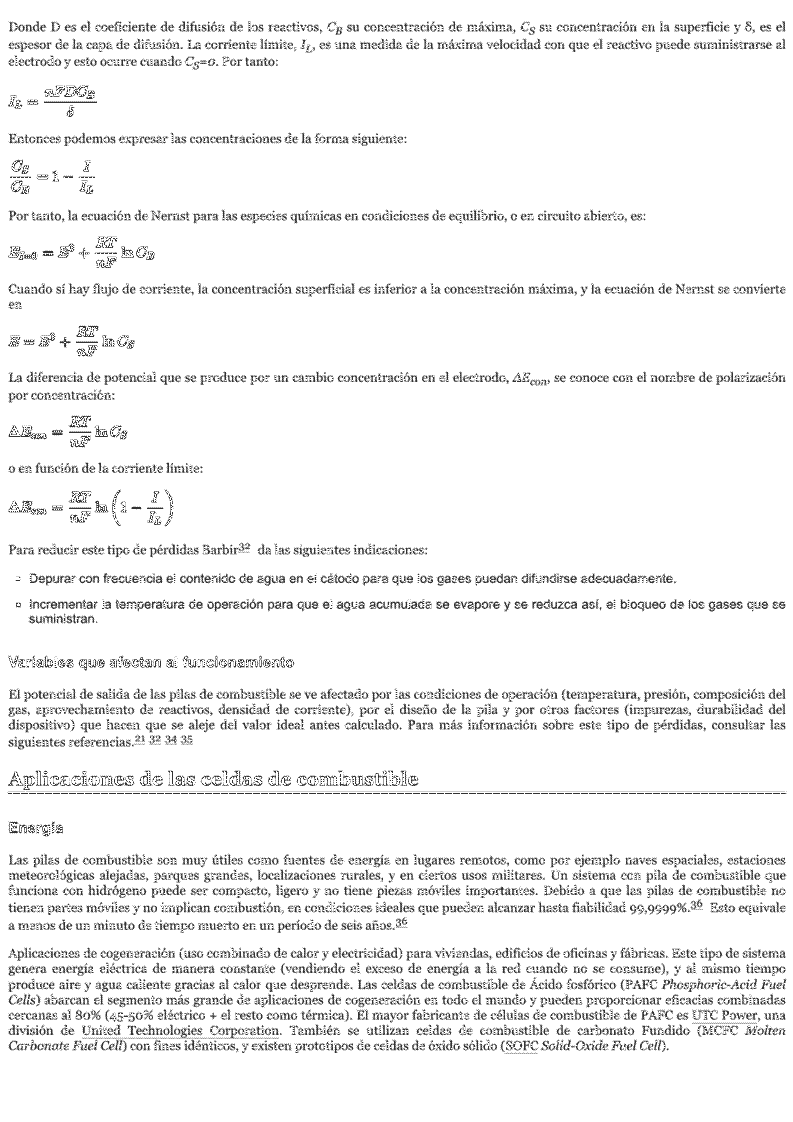 Donde D es el coeficiente de difusión de los reactivos, C_B su concentración de máxima, C_S su concentración en la superficie y δ, es el
espesor de la capa de difusión. La corriente límite, I_L, es una medida de la máxima velocidad con que el reactivo puede suministrarse al
electrodo y esto ocurre cuando C_S=0. Por tanto:
I_L = nFDC_B / δ
Entonces podemos expresar las concentraciones de la forma siguiente:
C_S / C_B = 1 − I / I_L
Por tanto, la ecuación de Nernst para las especies químicas en condiciones de equilibrio, o en circuito abierto, es:
E_{I=0} = E⁰ + RT / nF ln C_B
Cuando sí hay flujo de corriente, la concentración superficial es inferior a la concentración máxima, y la ecuación de Nernst se convierte
en
E = E⁰ + RT / nF ln C_S
La diferencia de potencial que se produce por un cambio concentración en el electrodo, ΔE_con, se conoce con el nombre de polarización
por concentración:
ΔE_con = RT / nF ln C_S
o en función de la corriente límite:
ΔE_con = RT / nF ln (1 − I / I_L)
Para reducir este tipo de pérdidas Barbir32 da las siguientes indicaciones:
Depurar con frecuencia el contenido de agua en el cátodo para que los gases puedan difundirse adecuadamente.
Incrementar la temperatura de operación para que el agua acumulada se evapore y se reduzca así, el bloqueo de los gases que se
suministran.
Variables que afectan al funcionamiento
El potencial de salida de las pilas de combustible se ve afectado por las condiciones de operación (temperatura, presión, composición del
gas, aprovechamiento de reactivos, densidad de corriente), por el diseño de la pila y por otros factores (impurezas, durabilidad del
dispositivo) que hacen que se aleje del valor ideal antes calculado. Para más información sobre este tipo de pérdidas, consultar las
siguientes referencias.21 32 34 35
Aplicaciones de las celdas de combustible
Energía
Las pilas de combustible son muy útiles como fuentes de energía en lugares remotos, como por ejemplo naves espaciales, estaciones
meteorológicas alejadas, parques grandes, localizaciones rurales, y en ciertos usos militares. Un sistema con pila de combustible que
funciona con hidrógeno puede ser compacto, ligero y no tiene piezas móviles importantes. Debido a que las pilas de combustible no
tienen partes móviles y no implican combustión, en condiciones ideales que pueden alcanzar hasta fiabilidad 99,9999%.36 Esto equivale
a menos de un minuto de tiempo muerto en un período de seis años.36
Aplicaciones de cogeneración (uso combinado de calor y electricidad) para viviendas, edificios de oficinas y fábricas. Este tipo de sistema
genera energía eléctrica de manera constante (vendiendo el exceso de energía a la red cuando no se consume), y al mismo tiempo
produce aire y agua caliente gracias al calor que desprende. Las celdas de combustible de Ácido fosfórico (PAFC Phosphoric-Acid Fuel
Cells) abarcan el segmento más grande de aplicaciones de cogeneración en todo el mundo y pueden proporcionar eficacias combinadas
cercanas al 80% (45-50% eléctrico + el resto como térmica). El mayor fabricante de células de combustible de PAFC es UTC Power, una
división de United Technologies Corporation. También se utilizan celdas de combustible de carbonato Fundido (MCFC Molten
Carbonate Fuel Cell) con fines idénticos, y existen prototipos de celdas de óxido sólido (SOFC Solid-Oxide Fuel Cell).